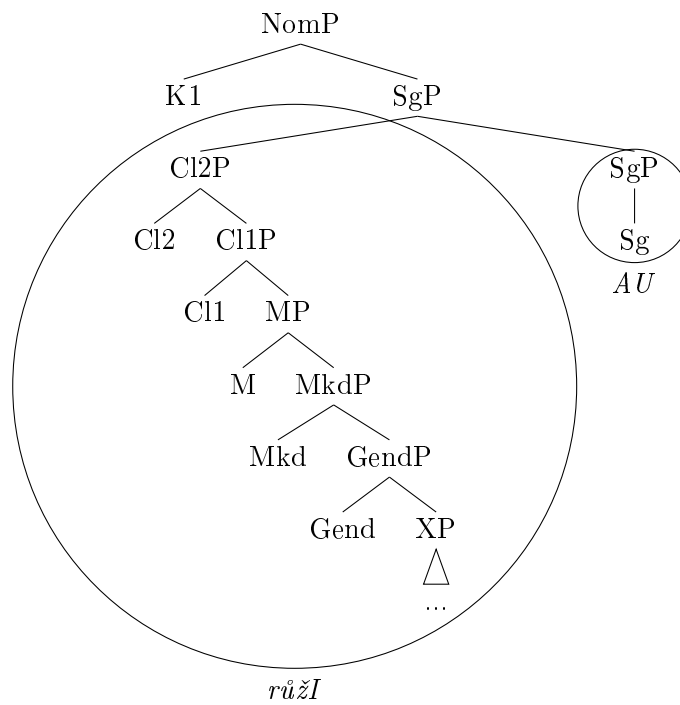 NomP
K1 SgP
Cl2P SgP
Cl2 Cl1P Sg
AU
Cl1 MP
M MkdP
Mkd GendP
Gend XP
...
růžI